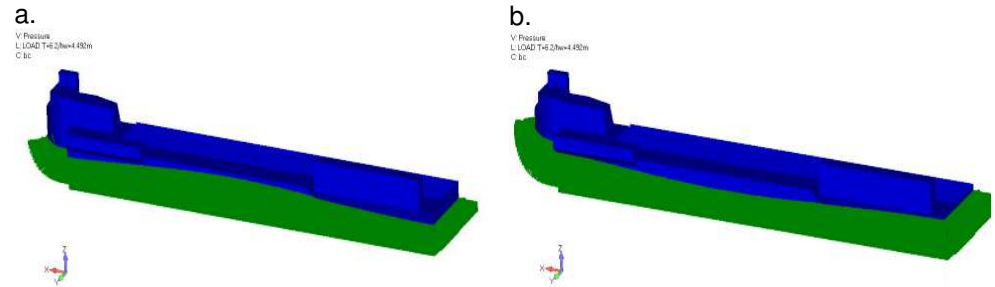 a.
V: Pressure
L: LOAD T=6.2/hw=4.492m
C: bc
Z
X
Y
b.
V: Pressure
L: LOAD T=6.2/hw=4.492m
C: bc
Z
X
Y